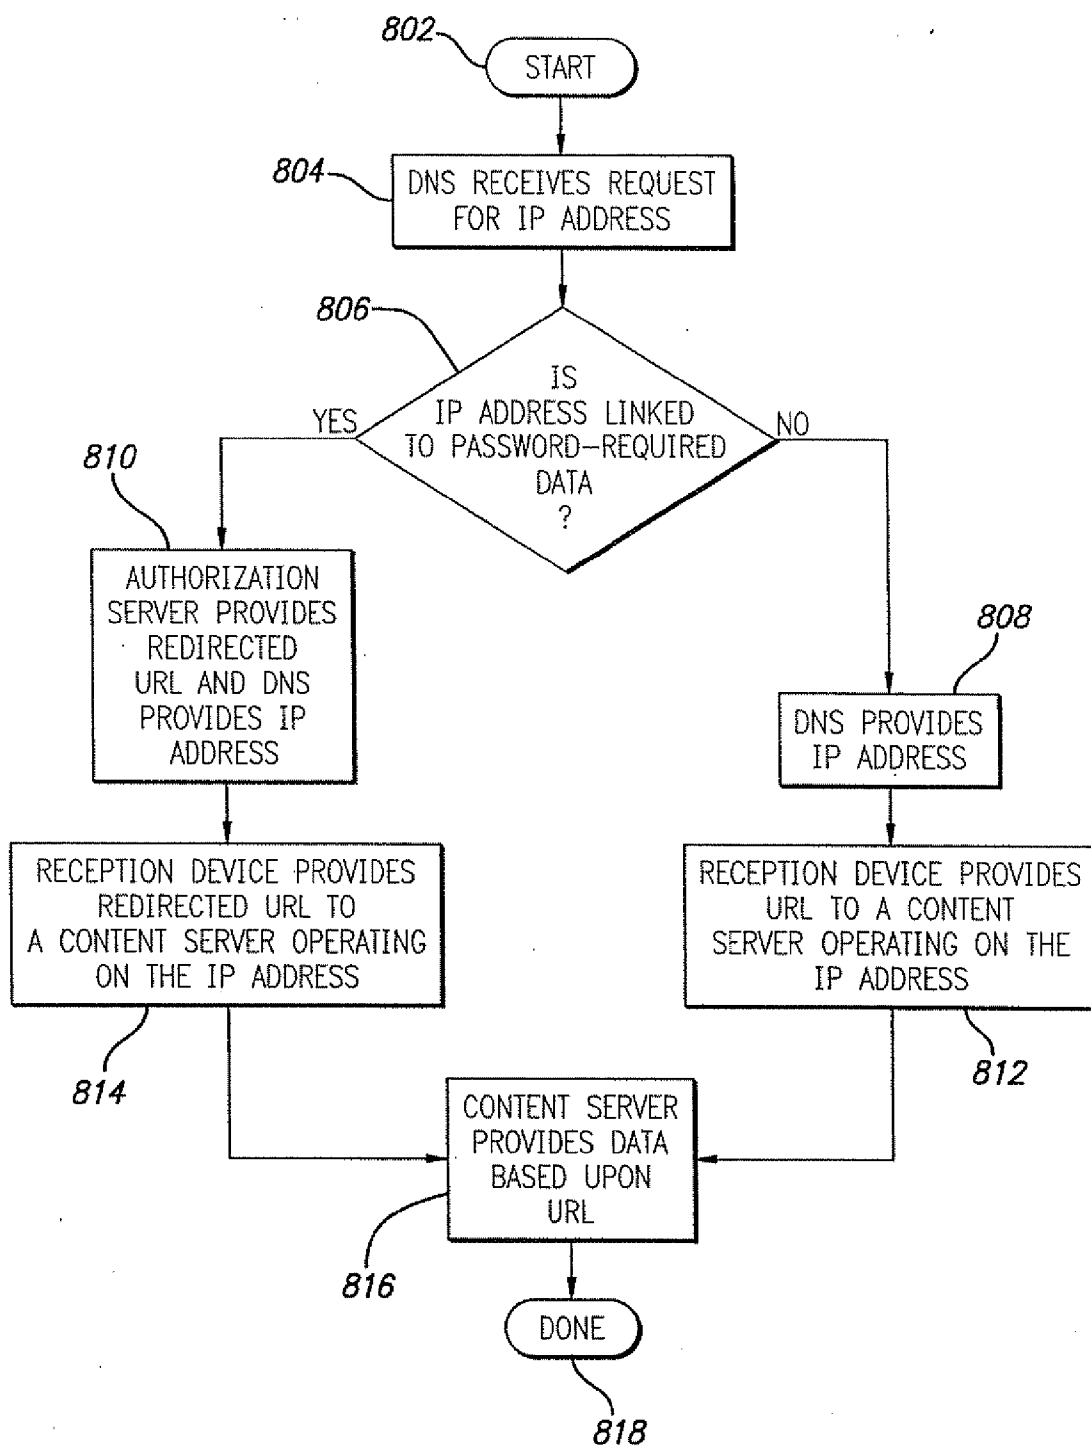 802
START
804
DNS RECEIVES REQUEST
FOR IP ADDRESS
806
IS
IP ADDRESS LINKED
TO PASSWORD-REQUIRED
DATA
?
YES
NO
810
AUTHORIZATION
SERVER PROVIDES
REDIRECTED
URL AND DNS
PROVIDES IP
ADDRESS
808
DNS PROVIDES
IP ADDRESS
RECEPTION DEVICE PROVIDES
REDIRECTED URL TO
A CONTENT SERVER OPERATING
ON THE IP ADDRESS
814
RECEPTION DEVICE PROVIDES
URL TO A CONTENT
SERVER OPERATING ON THE
IP ADDRESS
812
CONTENT SERVER
PROVIDES DATA
BASED UPON
URL
816
DONE
818